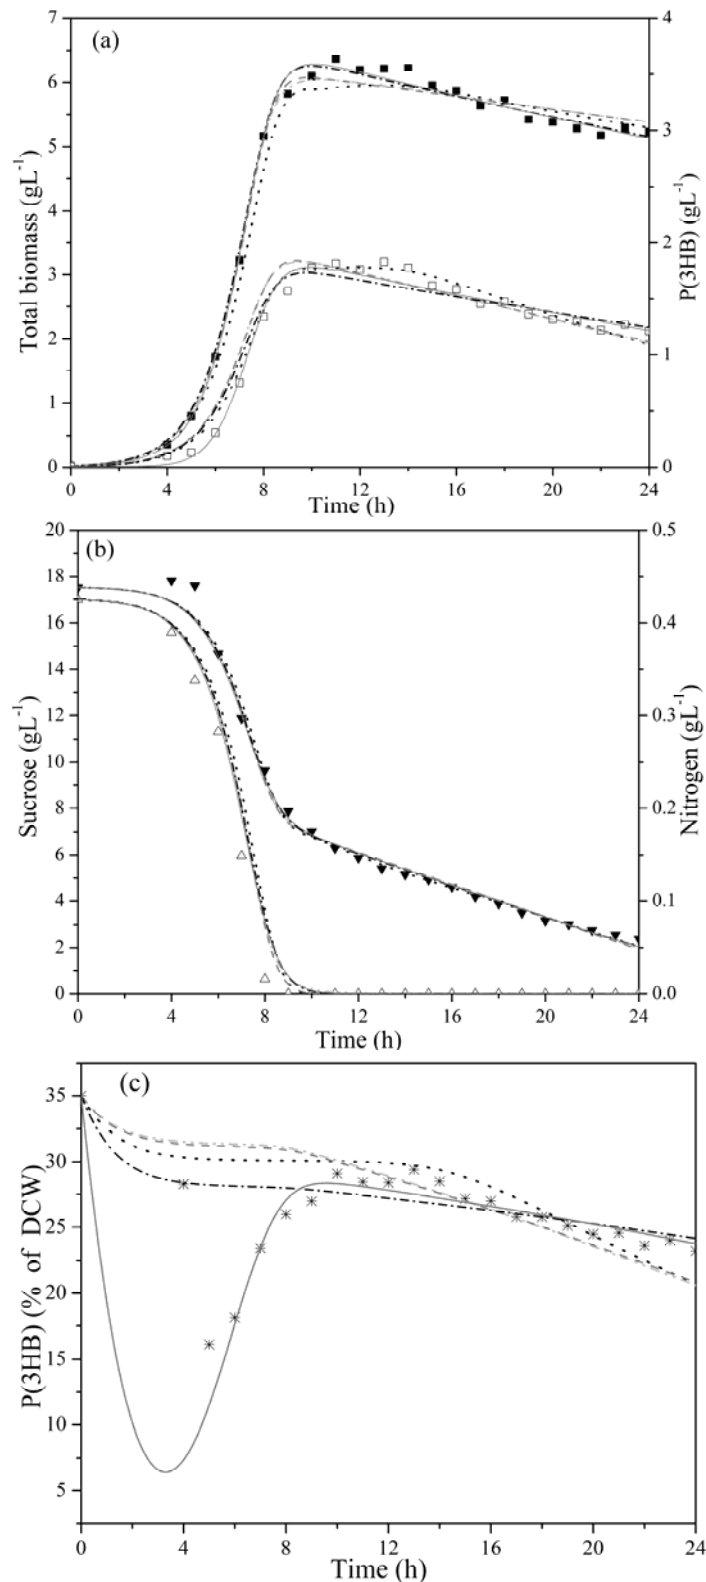 (a)
7
6
5
4
3
2
1
0
Total biomass (gL⁻¹)
4
3
2
1
0
P(3HB) (gL⁻¹)
0 4 8 12 16 20 24
Time (h)
(b)
20
18
16
14
12
10
8
6
4
2
0
Sucrose (gL⁻¹)
0.5
0.4
0.3
0.2
0.1
0.0
Nitrogen (gL⁻¹)
0 4 8 12 16 20 24
Time (h)
(c)
35
30
25
20
15
10
5
P(3HB) (% of DCW)
0 4 8 12 16 20 24
Time (h)